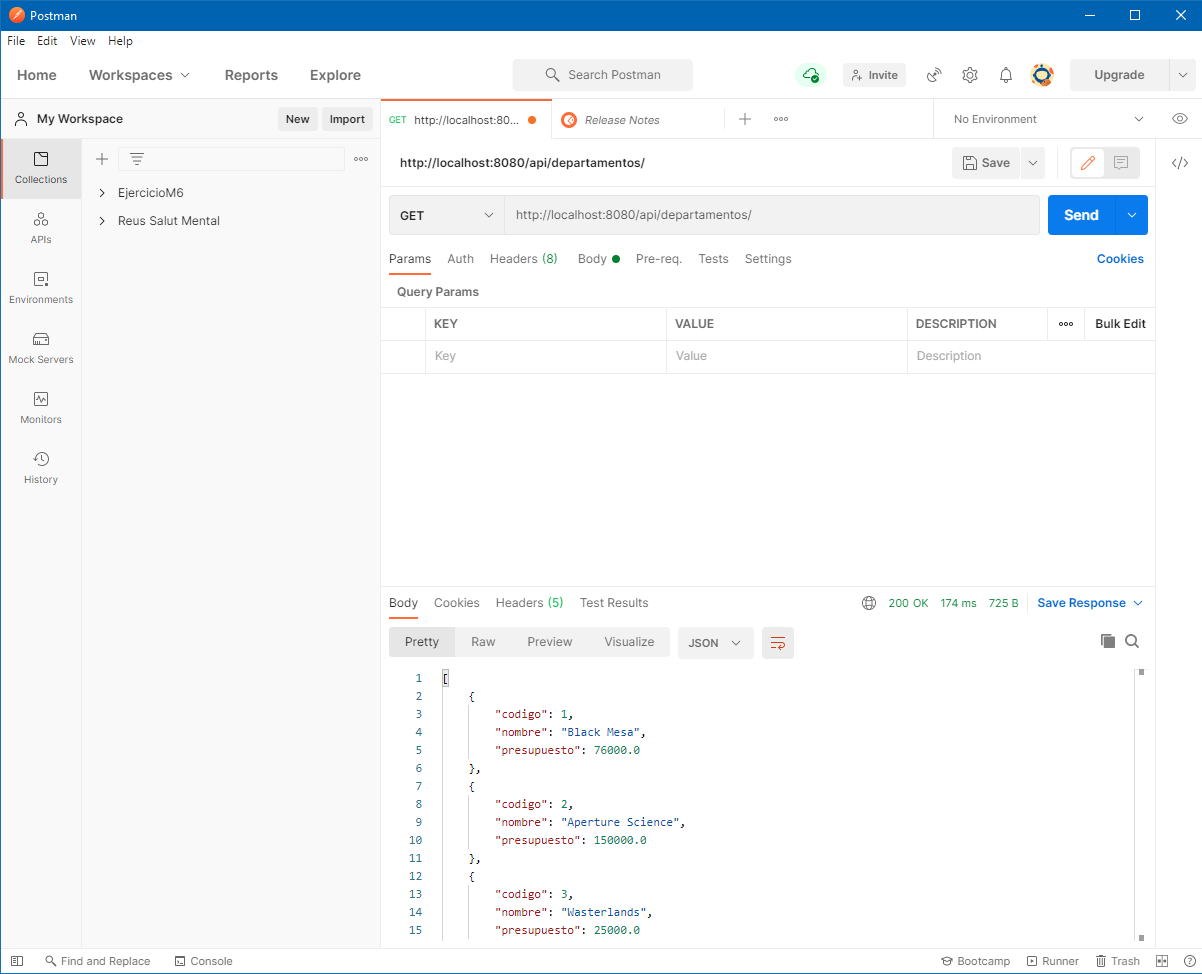 Postman
File Edit View Help
Home Workspaces Reports Explore Search Postman Invite Upgrade
My Workspace New Import GET http://localhost:80... Release Notes No Environment
Collections
APIs
Environments
Mock Servers
Monitors
History
EjercicioM6
Reus Salut Mental
http://localhost:8080/api/departamentos/ Save
GET http://localhost:8080/api/departamentos/ Send
Params Auth Headers (8) Body Pre-req. Tests Settings Cookies
Query Params
KEY VALUE DESCRIPTION Bulk Edit
Key Value Description
Body Cookies Headers (5) Test Results 200 OK 174 ms 725 B Save Response
Pretty Raw Preview Visualize JSON
1 [
2 {
3 "codigo": 1,
4 "nombre": "Black Mesa",
5 "presupuesto": 76000.0
6 },
7 {
8 "codigo": 2,
9 "nombre": "Aperture Science",
10 "presupuesto": 150000.0
11 },
12 {
13 "codigo": 3,
14 "nombre": "Wasterlands",
15 "presupuesto": 25000.0
Find and Replace Console Bootcamp Runner Trash